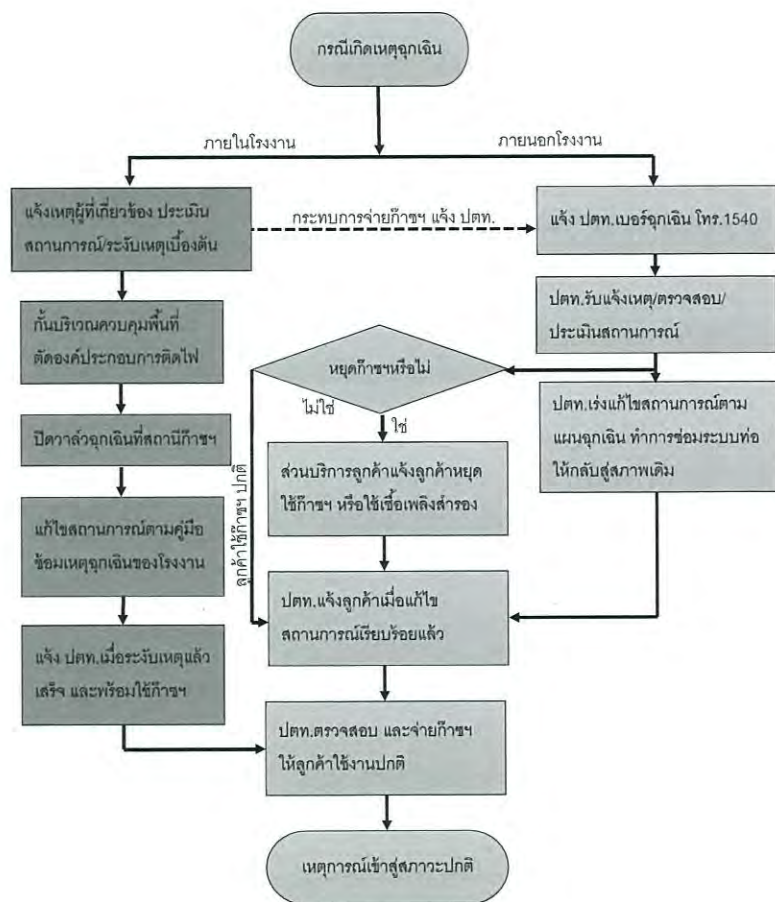 กรณีเกิดเหตุฉุกเฉิน
ภายในโรงงาน
ภายนอกโรงงาน
แจ้งเหตุผู้ที่เกี่ยวข้อง ประเมิน
สถานการณ์/ระงับเหตุเบื้องต้น
กระทบการจ่ายก๊าซฯ แจ้ง ปตท.
แจ้ง ปตท.เบอร์ฉุกเฉิน โทร.1540
กั้นบริเวณควบคุมพื้นที่
ตัดองค์ประกอบการติดไฟ
ปตท.รับแจ้งเหตุ/ตรวจสอบ/
ประเมินสถานการณ์
หยุดก๊าซฯหรือไม่
ไม่ใช่
ใช่
ปิดวาล์วฉุกเฉินที่สถานีก๊าซฯ
ปตท.เร่งแก้ไขสถานการณ์ตาม
แผนฉุกเฉิน ทำการซ่อมระบบท่อ
ให้กลับสู่สภาพเดิม
ส่วนบริการลูกค้าแจ้งลูกค้าหยุด
ใช้ก๊าซฯ หรือใช้เชื้อเพลิงสำรอง
ลูกค้าใช้ก๊าซฯ ปกติ
แก้ไขสถานการณ์ตามคู่มือ
ซ้อมเหตุฉุกเฉินของโรงงาน
ปตท.แจ้งลูกค้าเมื่อแก้ไข
สถานการณ์เรียบร้อยแล้ว
แจ้ง ปตท.เมื่อระงับเหตุแล้ว
เสร็จ และพร้อมใช้ก๊าซฯ
ปตท.ตรวจสอบ และจ่ายก๊าซฯ
ให้ลูกค้าใช้งานปกติ
เหตุการณ์เข้าสู่สภาวะปกติ